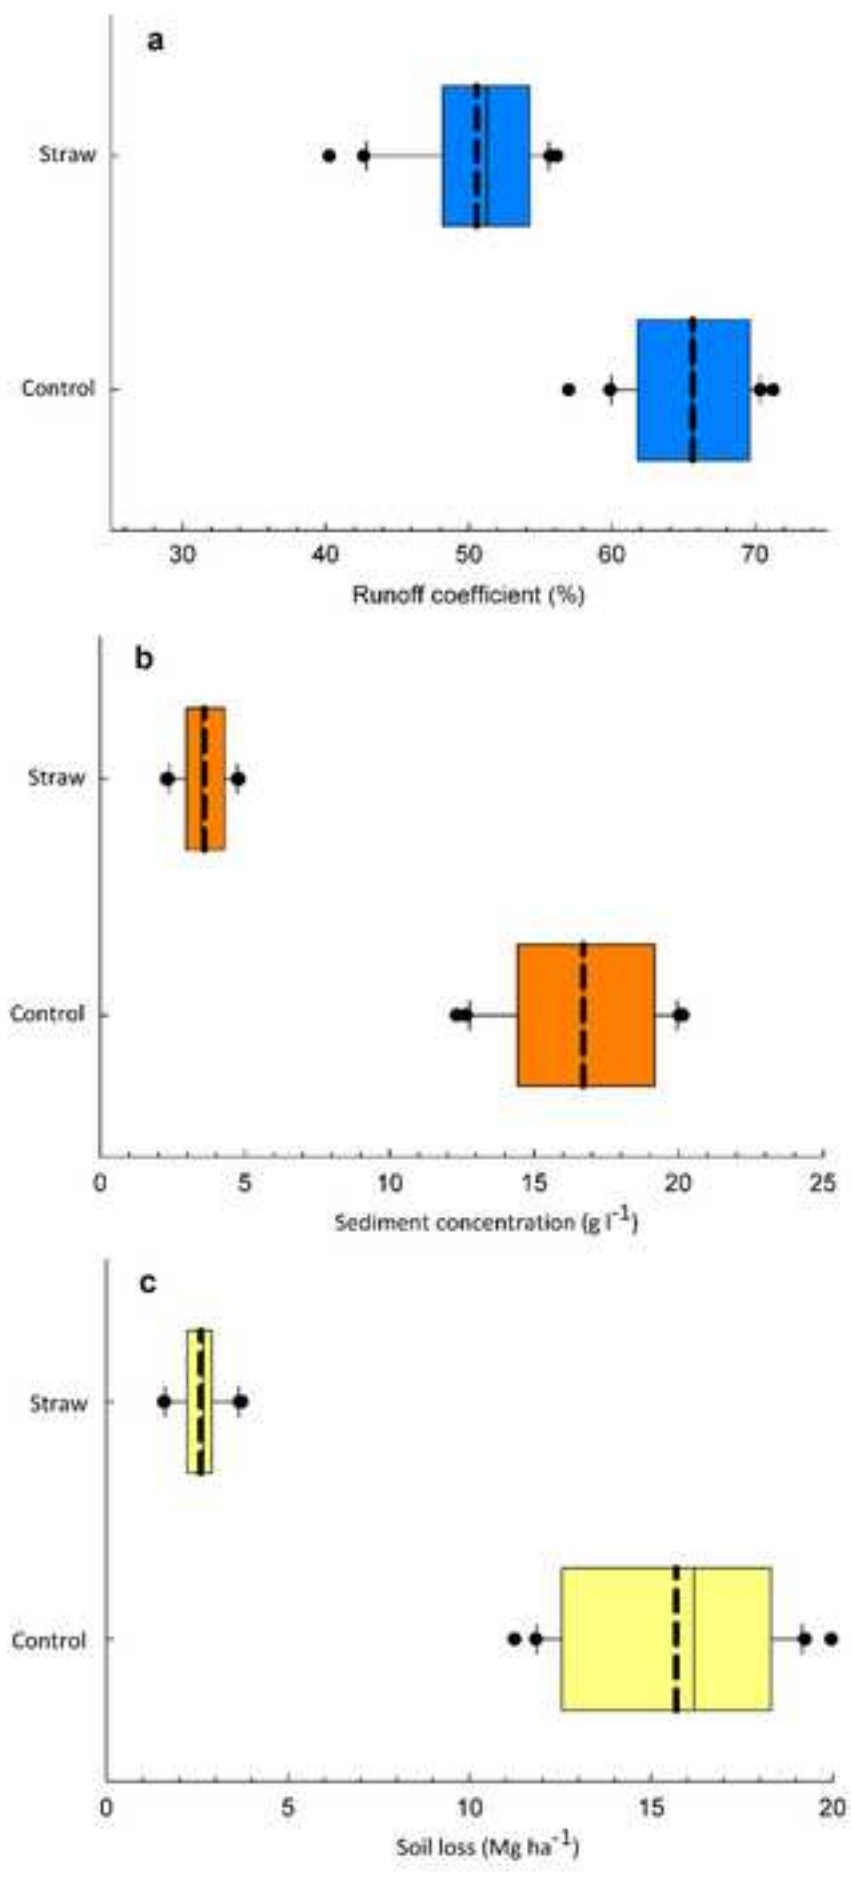 a
Straw
Control
30 40 50 60 70
Runoff coefficient (%)
b
Straw
Control
0 5 10 15 20 25
Sediment concentration (g l⁻¹)
c
Straw
Control
0 5 10 15 20
Soil loss (Mg ha⁻¹)